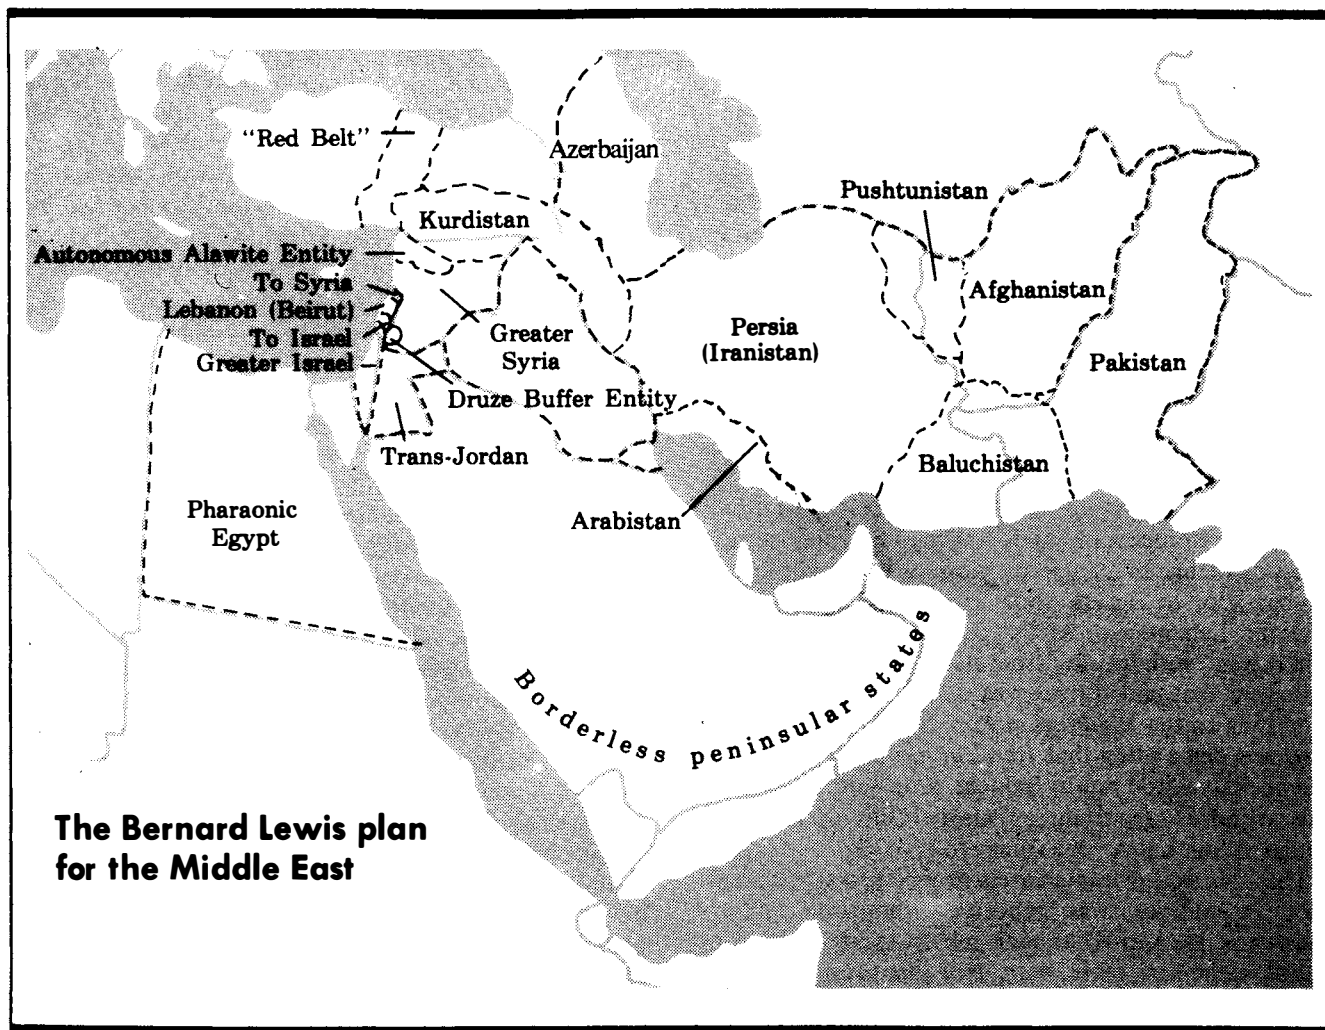 "Red Belt"
Azerbaijan
Pushtunistan
Kurdistan
Autonomous Alawite Entity
To Syria
Lebanon (Beirut)
To Israel
Greater Israel
Greater
Syria
Persia
(Iranistan)
Afghanistan
Pakistan
Druze Buffer Entity
Trans-Jordan
Baluchistan
Arabistan
Pharaonic
Egypt
Borderless peninsular states
The Bernard Lewis plan
for the Middle East